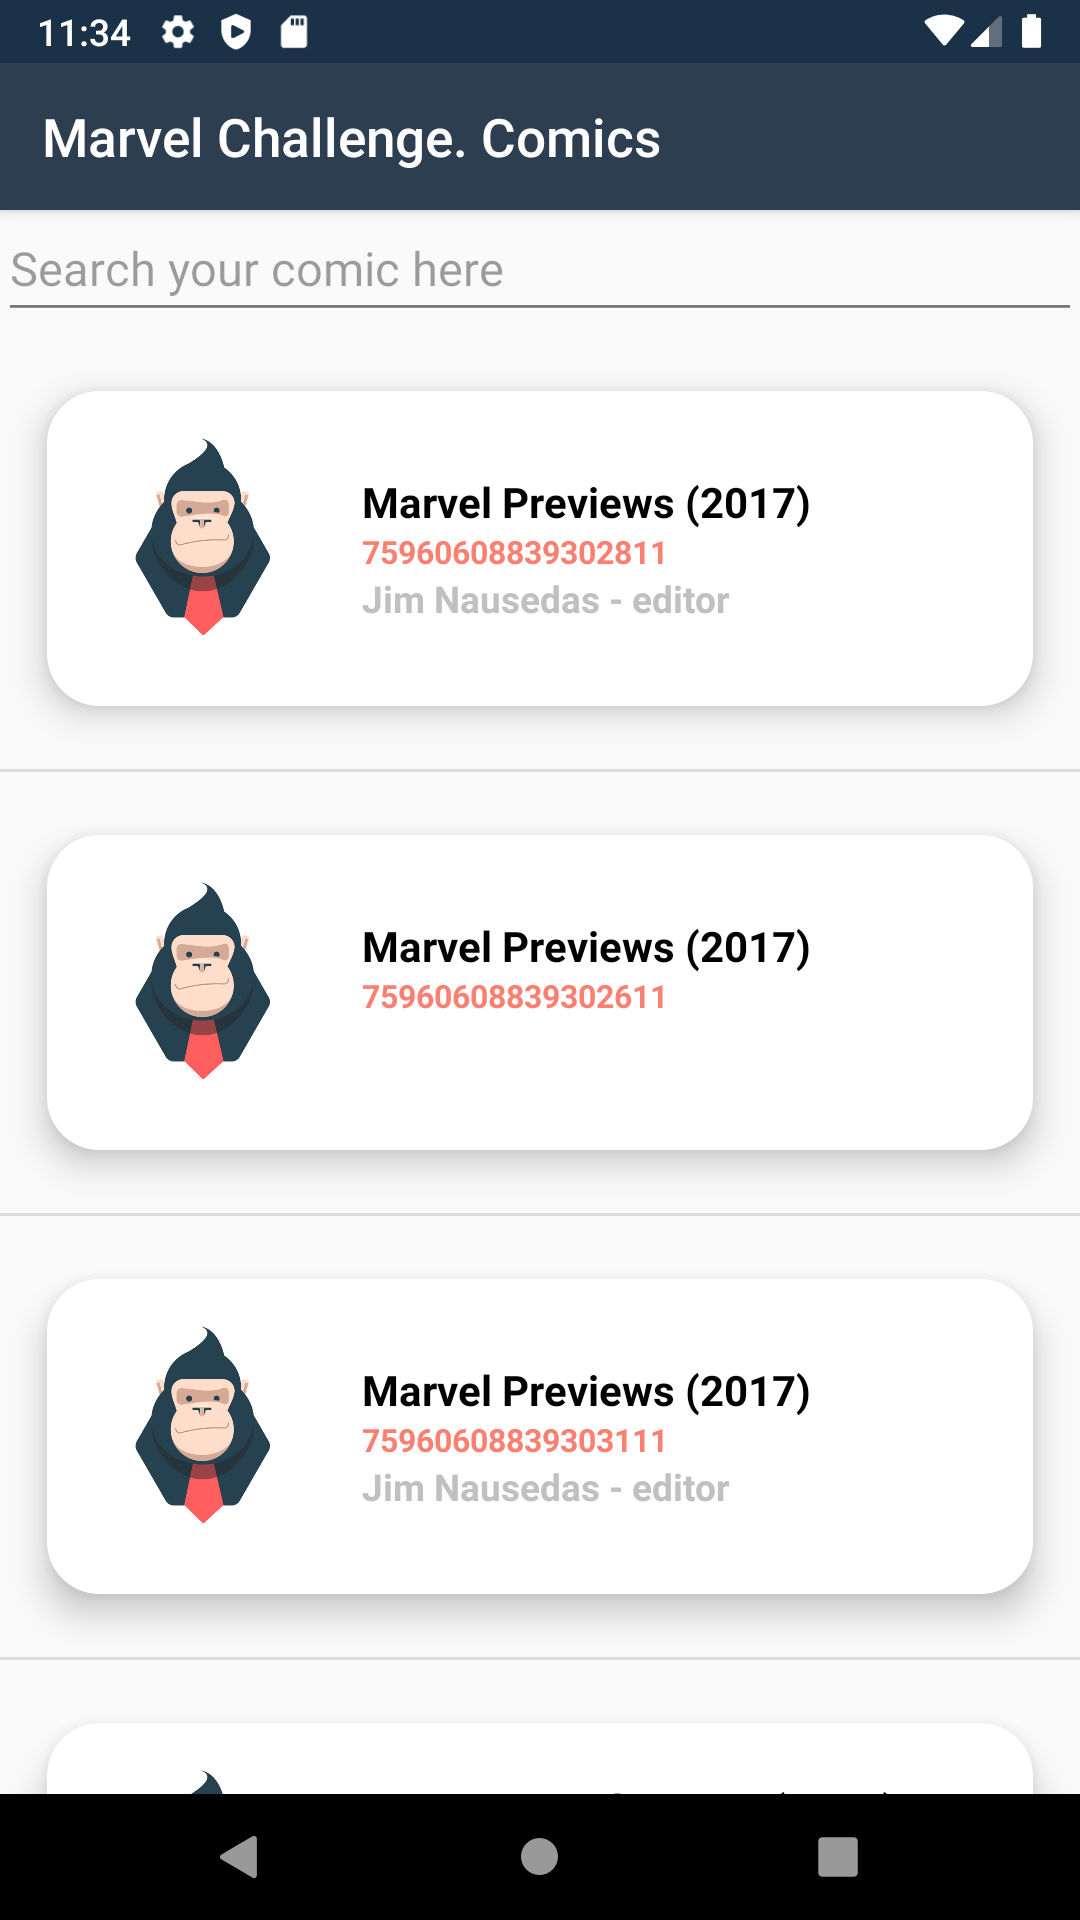 11:34
Marvel Challenge. Comics
Search your comic here
Marvel Previews (2017)
75960608839302811
Jim Nausedas - editor
Marvel Previews (2017)
75960608839302611
Marvel Previews (2017)
75960608839303111
Jim Nausedas - editor